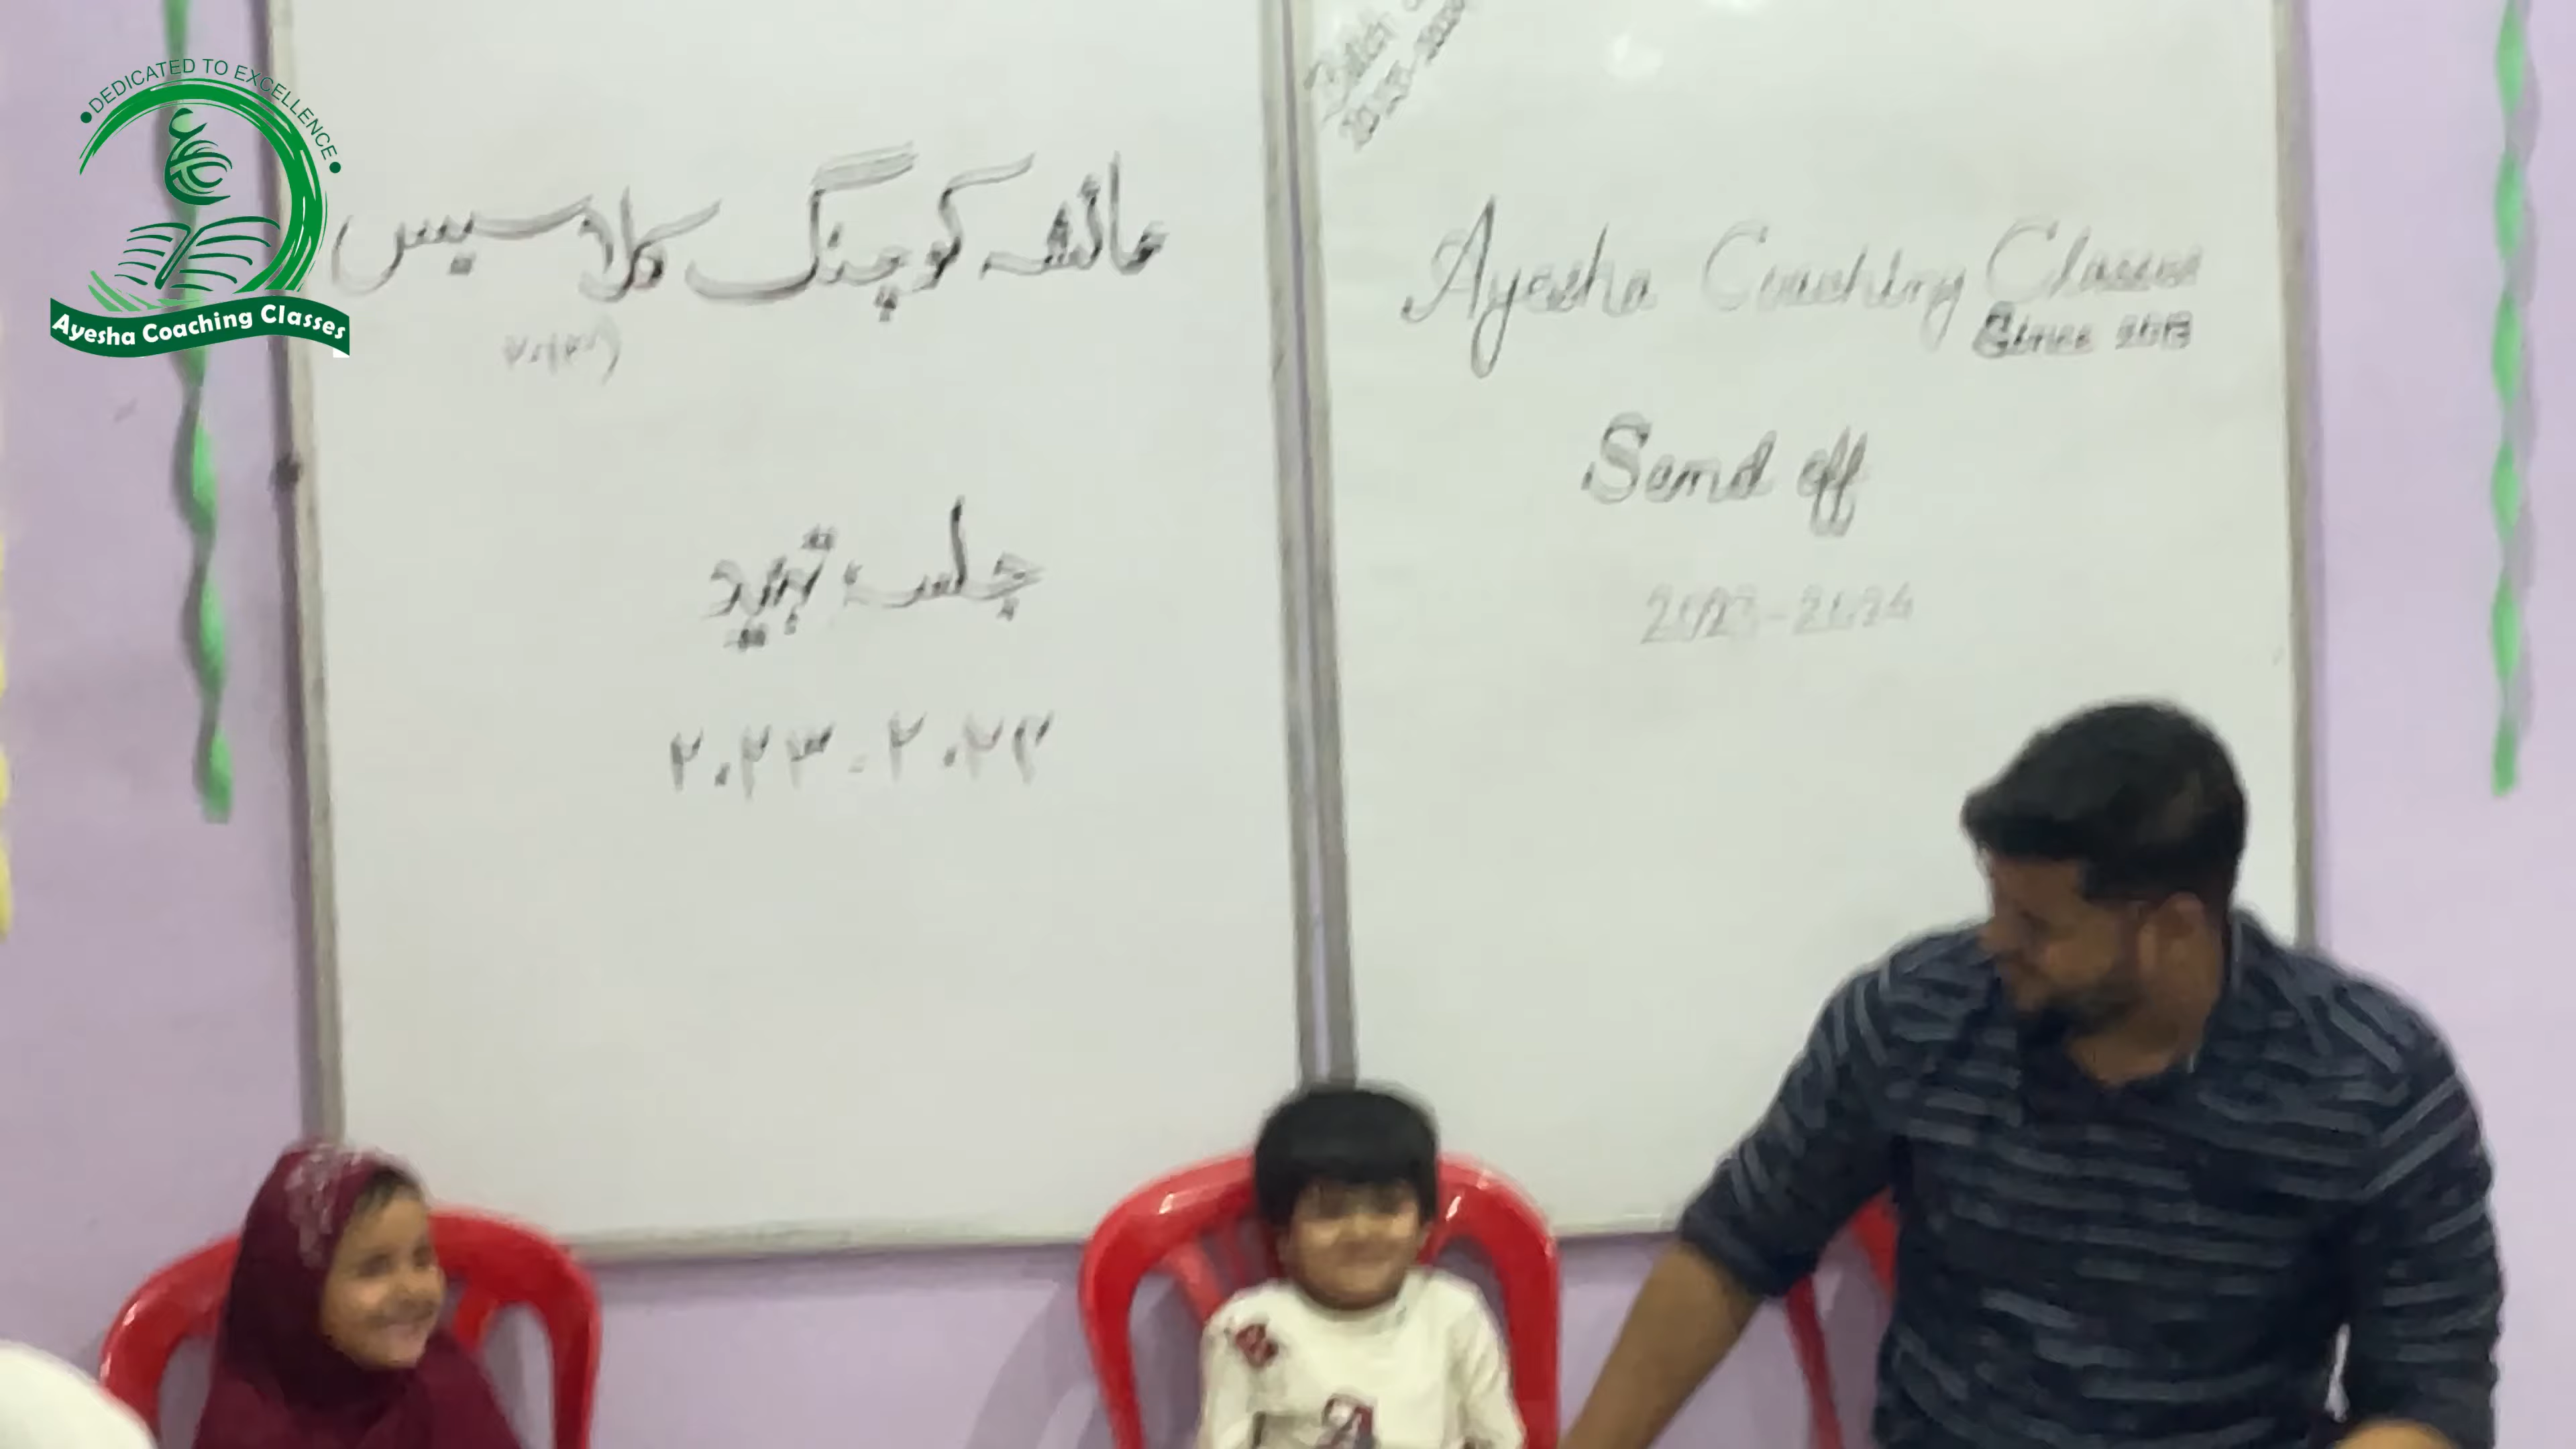 DEDICATED TO EXCELLENCE
Ayesha Coaching Classes
عائشہ کوچنگ کلاسیس
جلسہ
۲۰۲۳ - ۲۰۲۴
Batch
Ayesha Coaching Classes
Since 2013
Send off
2023-2024